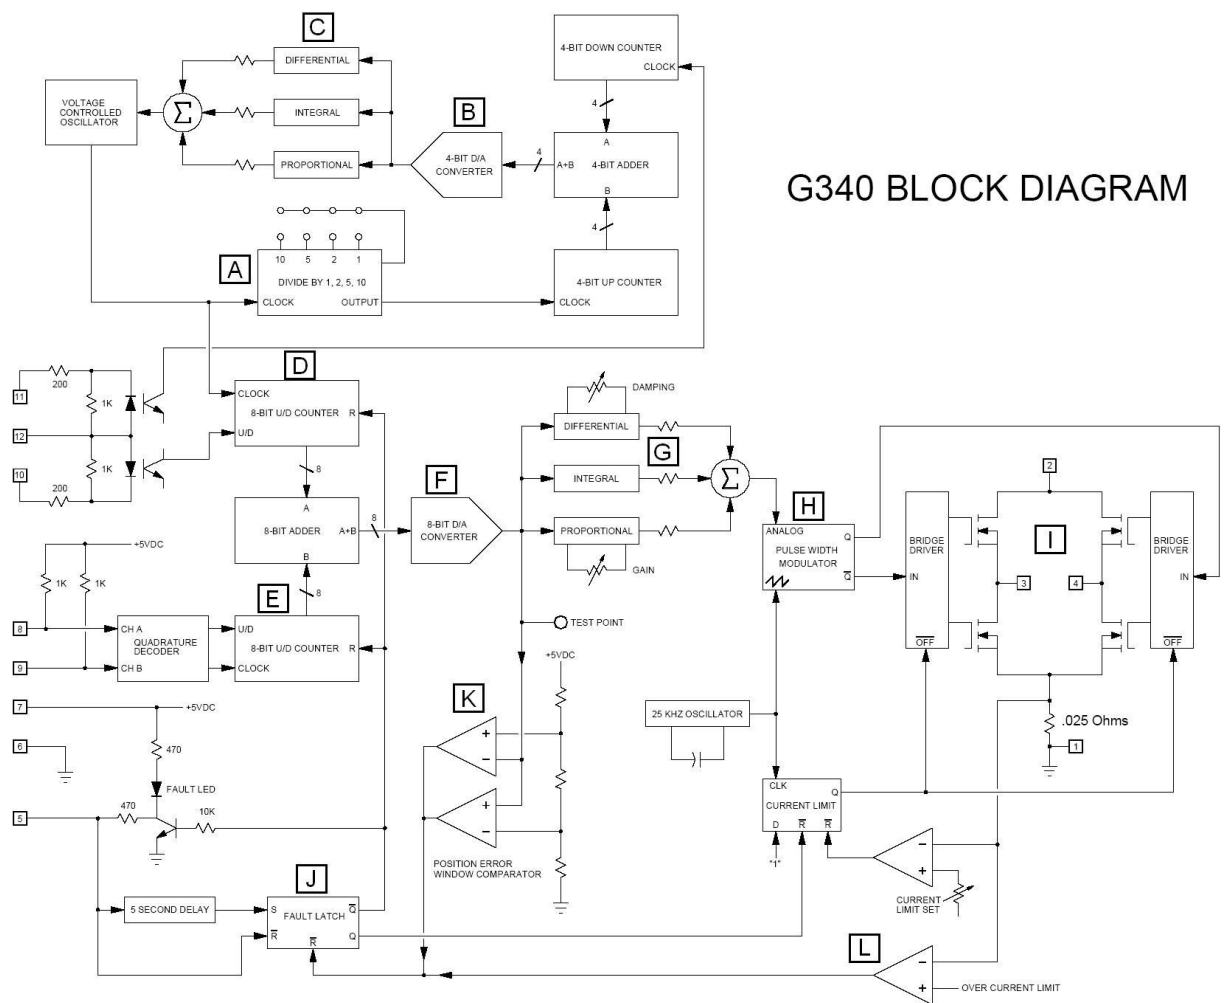 G340 BLOCK DIAGRAM
C
DIFFERENTIAL
INTEGRAL
PROPORTIONAL
Σ
VOLTAGE
CONTROLLED
OSCILLATOR
B
4-BIT D/A
CONVERTER
4-BIT DOWN COUNTER
CLOCK
4
A
4-BIT ADDER
A+B
B
4
4
4-BIT UP COUNTER
CLOCK
A
10 5 2 1
DIVIDE BY 1, 2, 5, 10
CLOCK OUTPUT
11
200
1K
12
1K
10
200
D
CLOCK
8-BIT U/D COUNTER R
U/D
8
A
8-BIT ADDER A+B
B
8
8
F
8-BIT D/A
CONVERTER
E
U/D
8-BIT U/D COUNTER R
CLOCK
+5VDC
1K 1K
8
9
CH A
QUADRATURE
DECODER
CH B
7
+5VDC
6
470
FAULT LED
5
470
10K
DAMPING
DIFFERENTIAL
G
INTEGRAL
PROPORTIONAL
GAIN
Σ
TEST POINT
+5VDC
K
+
−
+
−
POSITION ERROR
WINDOW COMPARATOR
H
ANALOG Q
PULSE WIDTH
MODULATOR
Q
25 KHZ OSCILLATOR
CLK
Q
CURRENT LIMIT
D R R
"1"
BRIDGE
DRIVER
IN
OFF
2
I
3
4
BRIDGE
DRIVER
IN
OFF
.025 Ohms
1
−
+
CURRENT
LIMIT SET
J
5 SECOND DELAY
S Q
FAULT LATCH
R R Q
L
−
+
OVER CURRENT LIMIT